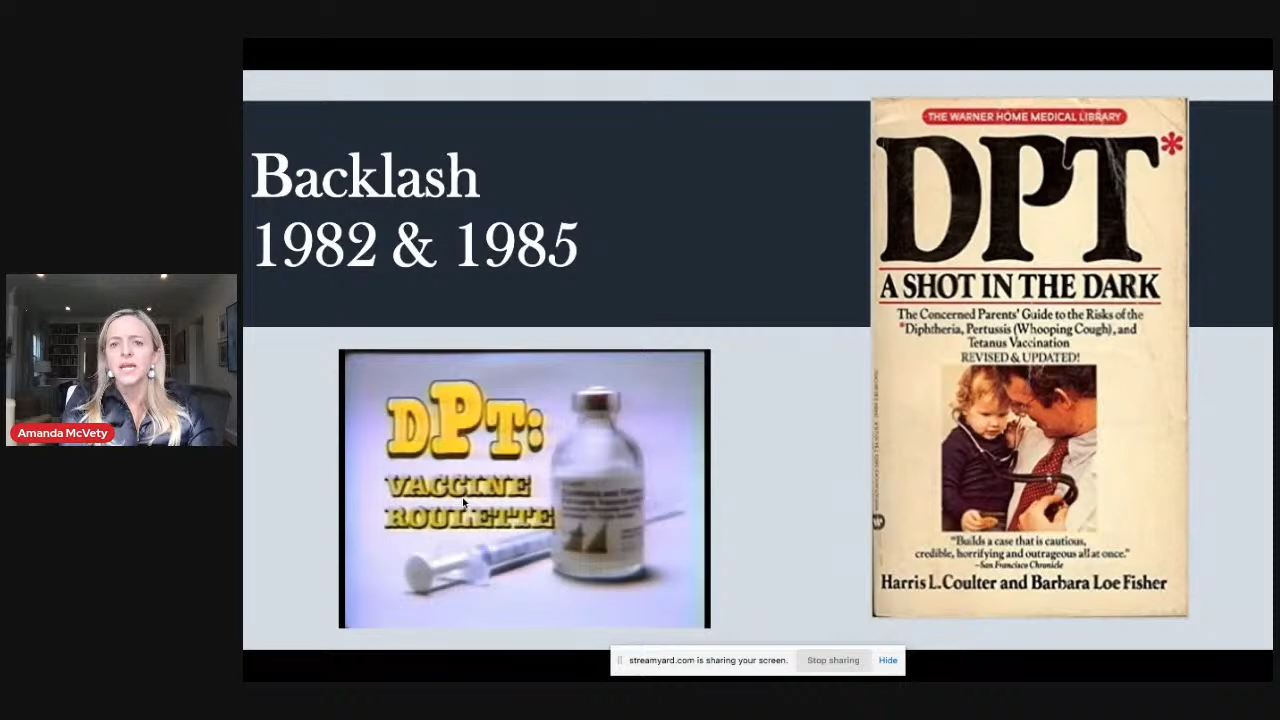 Backlash
1982 & 1985
THE WARNER HOME MEDICAL LIBRARY
DPT*
A SHOT IN THE DARK
The Concerned Parents' Guide to the Risks of the
*Diphtheria, Pertussis (Whooping Cough), and
Tetanus Vaccination
REVISED & UPDATED!
"Builds a case that is cautious,
credible, horrifying and outrageous all at once."
–San Francisco Chronicle
Harris L. Coulter and Barbara Loe Fisher
DPT:
VACCINE
ROULETTE
Amanda McVety
streamyard.com is sharing your screen.
Stop sharing
Hide